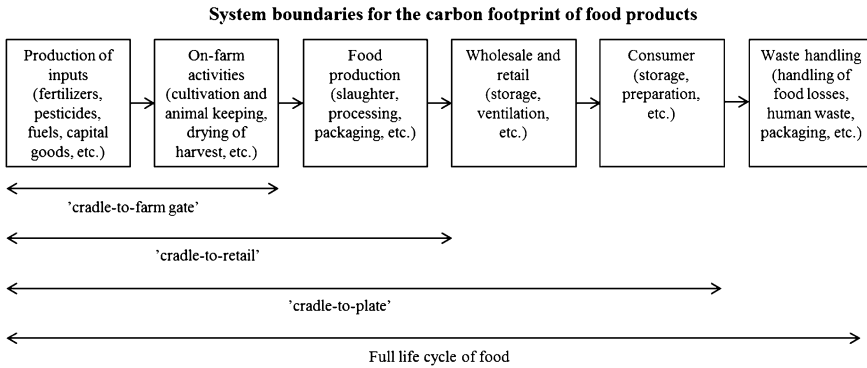 System boundaries for the carbon footprint of food products
Production of
inputs
(fertilizers,
pesticides,
fuels, capital
goods, etc.)
On-farm
activities
(cultivation and
animal keeping,
drying of
harvest, etc.)
Food
production
(slaughter,
processing,
packaging, etc.)
Wholesale and
retail
(storage,
ventilation,
etc.)
Consumer
(storage,
preparation,
etc.)
Waste handling
(handling of
food losses,
human waste,
packaging, etc.)
’cradle-to-farm gate’
’cradle-to-retail’
’cradle-to-plate’
Full life cycle of food